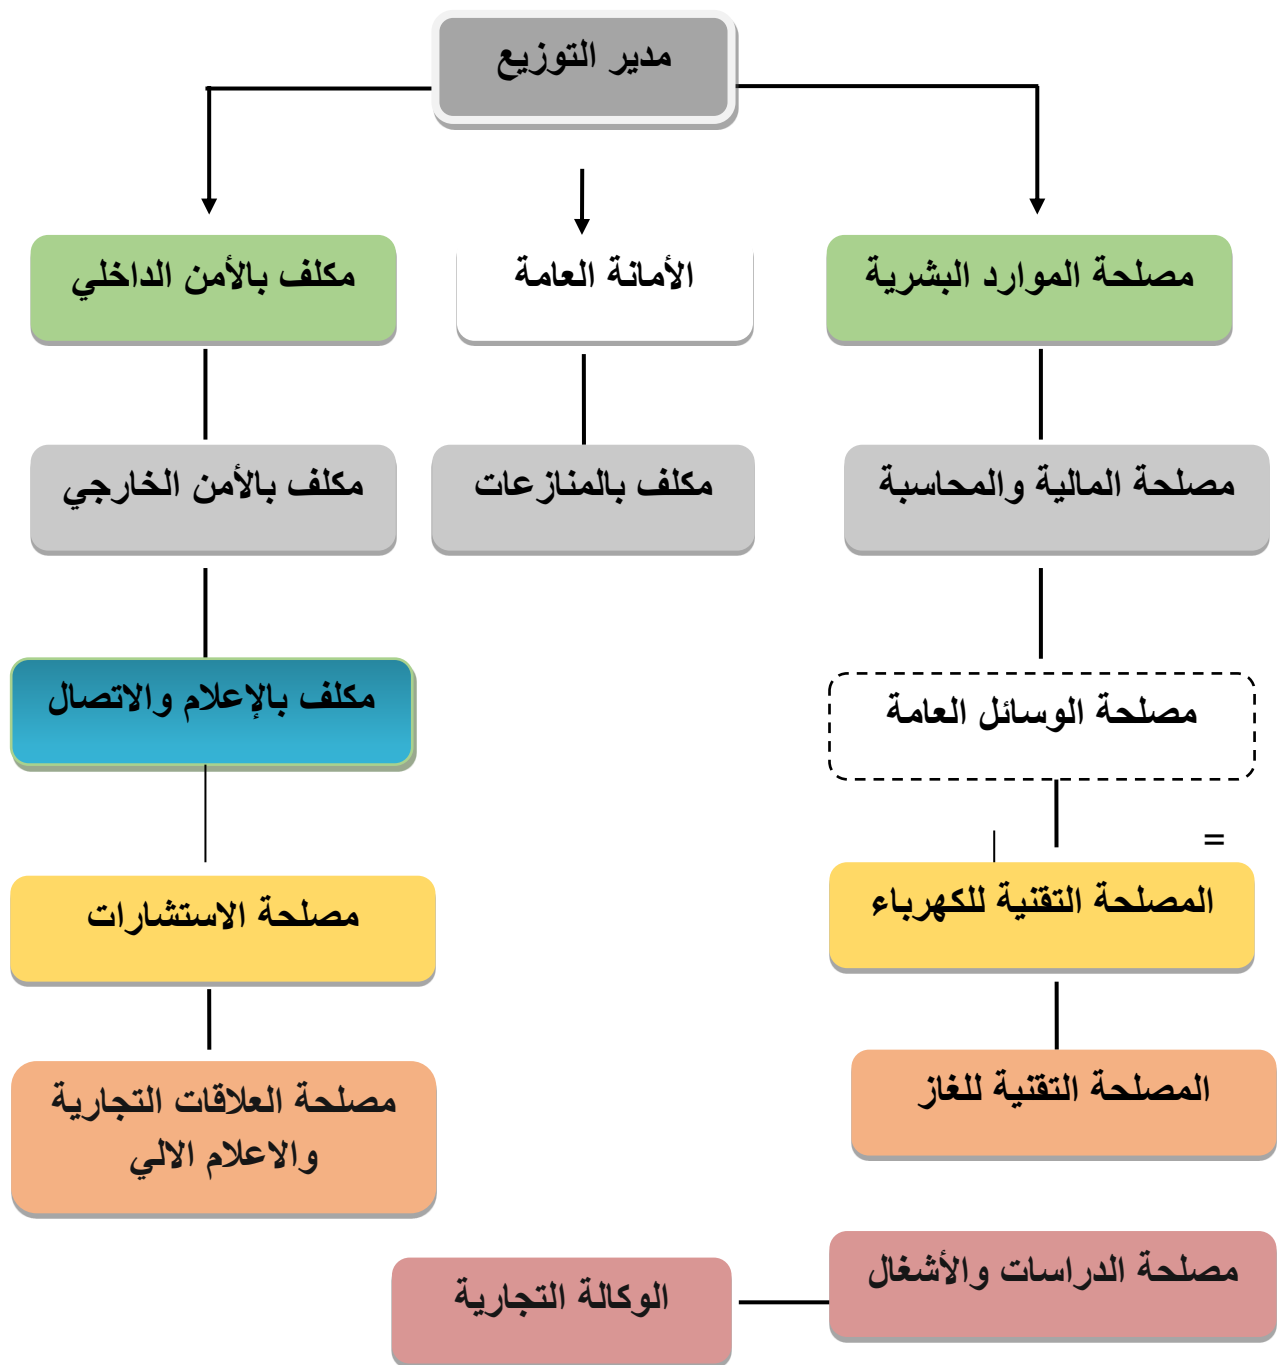 مدير التوزيع
مصلحة الموارد البشرية
الأمانة العامة
مكلف بالأمن الداخلي
مصلحة المالية والمحاسبة
مكلف بالمنازعات
مكلف بالأمن الخارجي
مصلحة الوسائل العامة
مكلف بالإعلام والاتصال
=
المصلحة التقنية للكهرباء
مصلحة الاستشارات
المصلحة التقنية للغاز
مصلحة العلاقات التجارية
والاعلام الالي
مصلحة الدراسات والأشغال
الوكالة التجارية